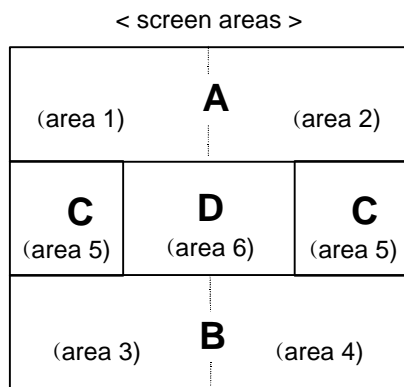 < screen areas >
A
(area 1)
(area 2)
C
D
C
(area 5)
(area 6)
(area 5)
B
(area 3)
(area 4)